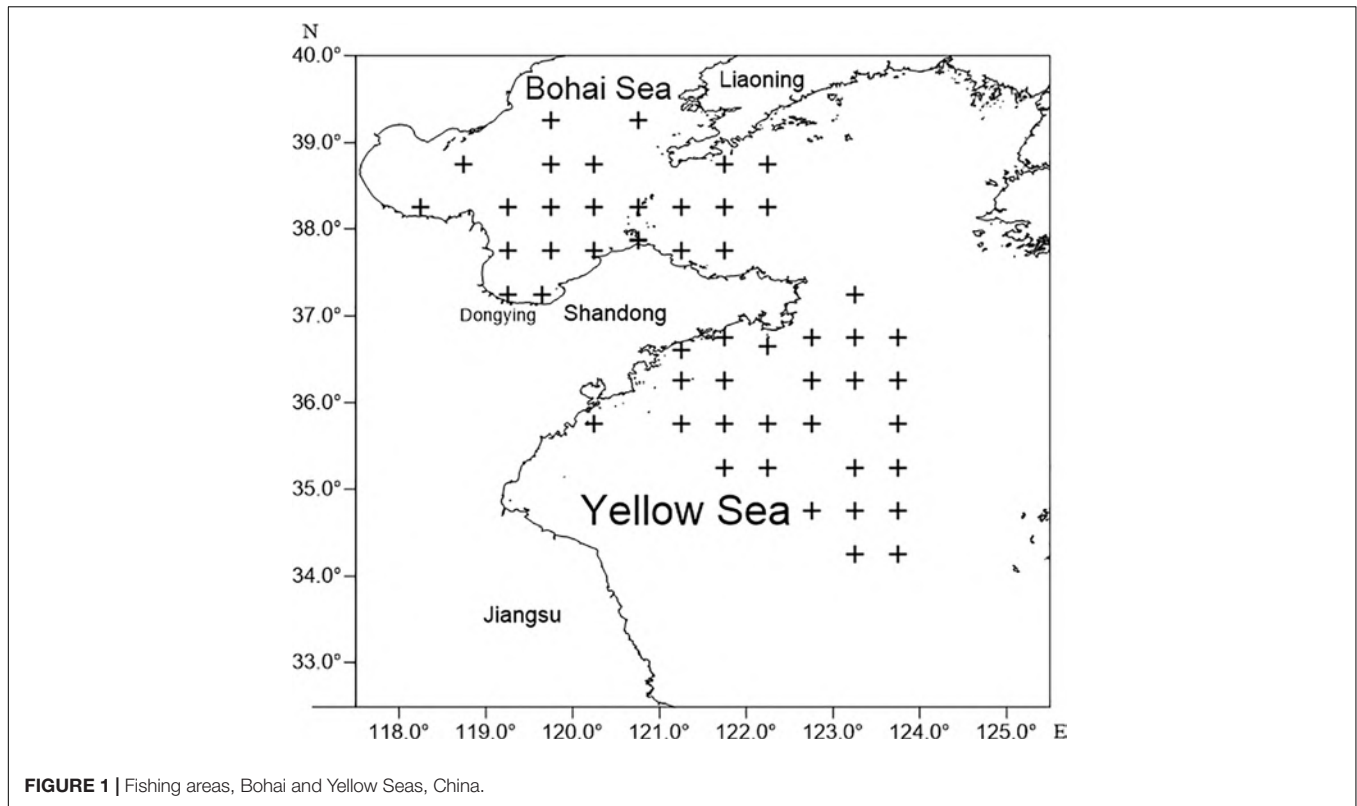 N
40.0°
Bohai Sea
Liaoning
39.0°
38.0°
37.0°
Dongying
Shandong
36.0°
35.0°
Yellow Sea
34.0°
Jiangsu
33.0°
118.0° 119.0° 120.0° 121.0° 122.0° 123.0° 124.0° 125.0° E
FIGURE 1 | Fishing areas, Bohai and Yellow Seas, China.